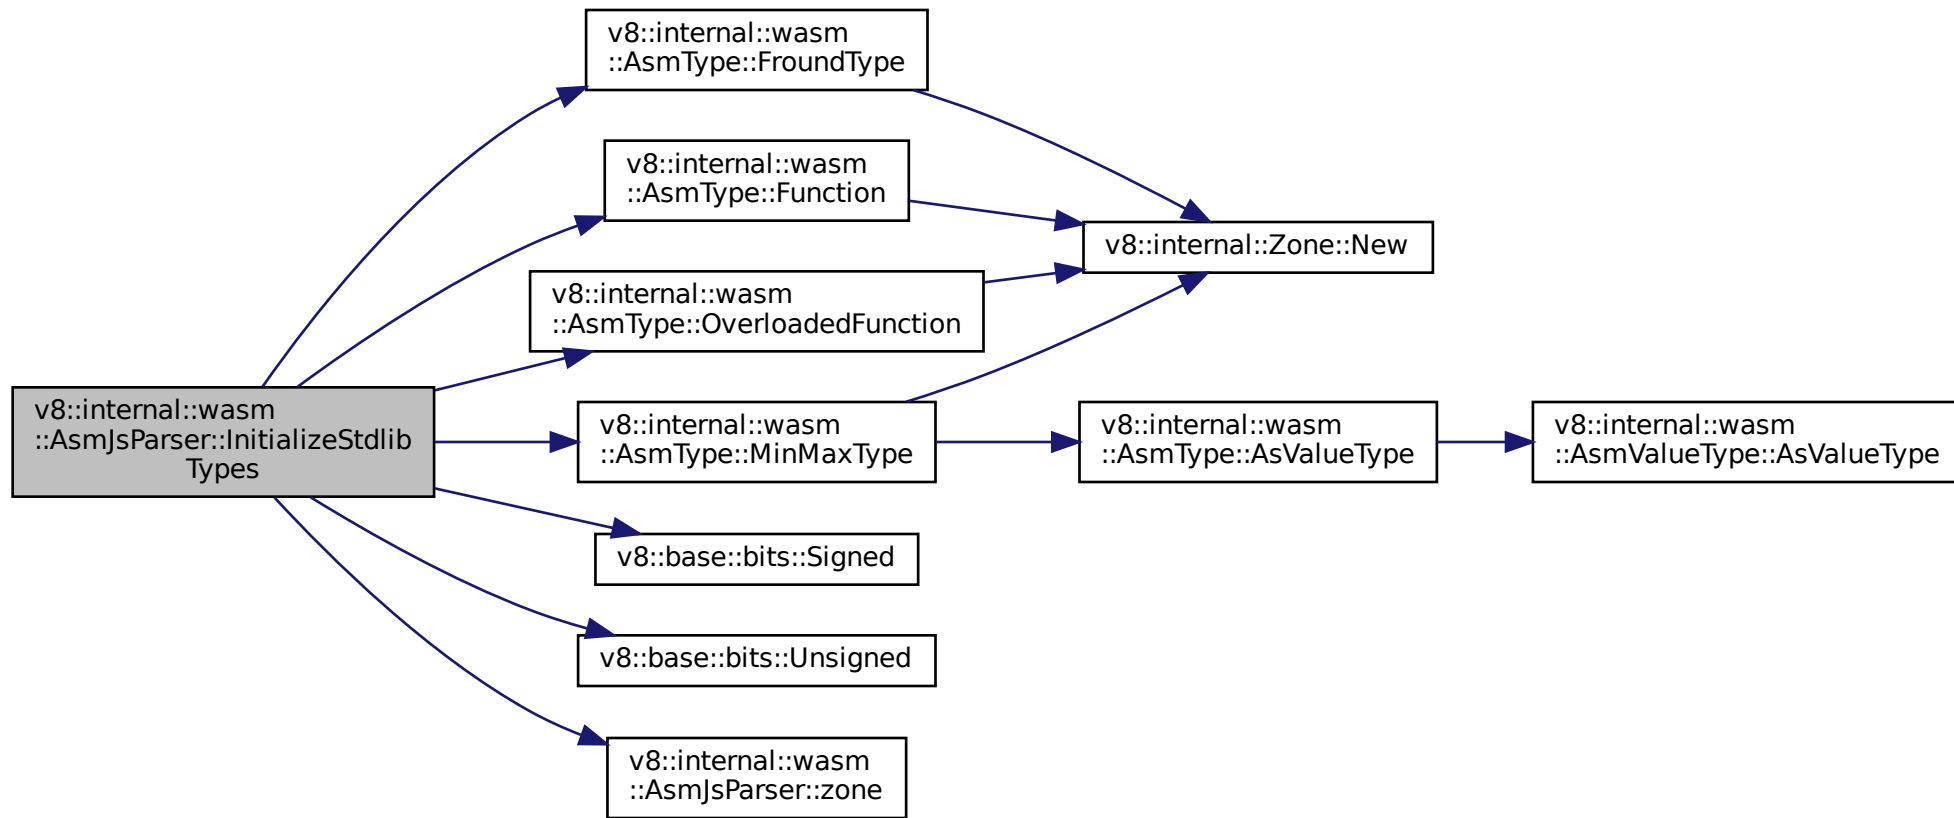 v8::internal::wasm
::AsmType::FroundType
v8::internal::wasm
::AsmType::Function
v8::internal::Zone::New
v8::internal::wasm
::AsmType::OverloadedFunction
v8::internal::wasm
::AsmJsParser::InitializeStdlib
Types
v8::internal::wasm
::AsmType::MinMaxType
v8::internal::wasm
::AsmType::AsValueType
v8::internal::wasm
::AsmValueType::AsValueType
v8::base::bits::Signed
v8::base::bits::Unsigned
v8::internal::wasm
::AsmJsParser::zone